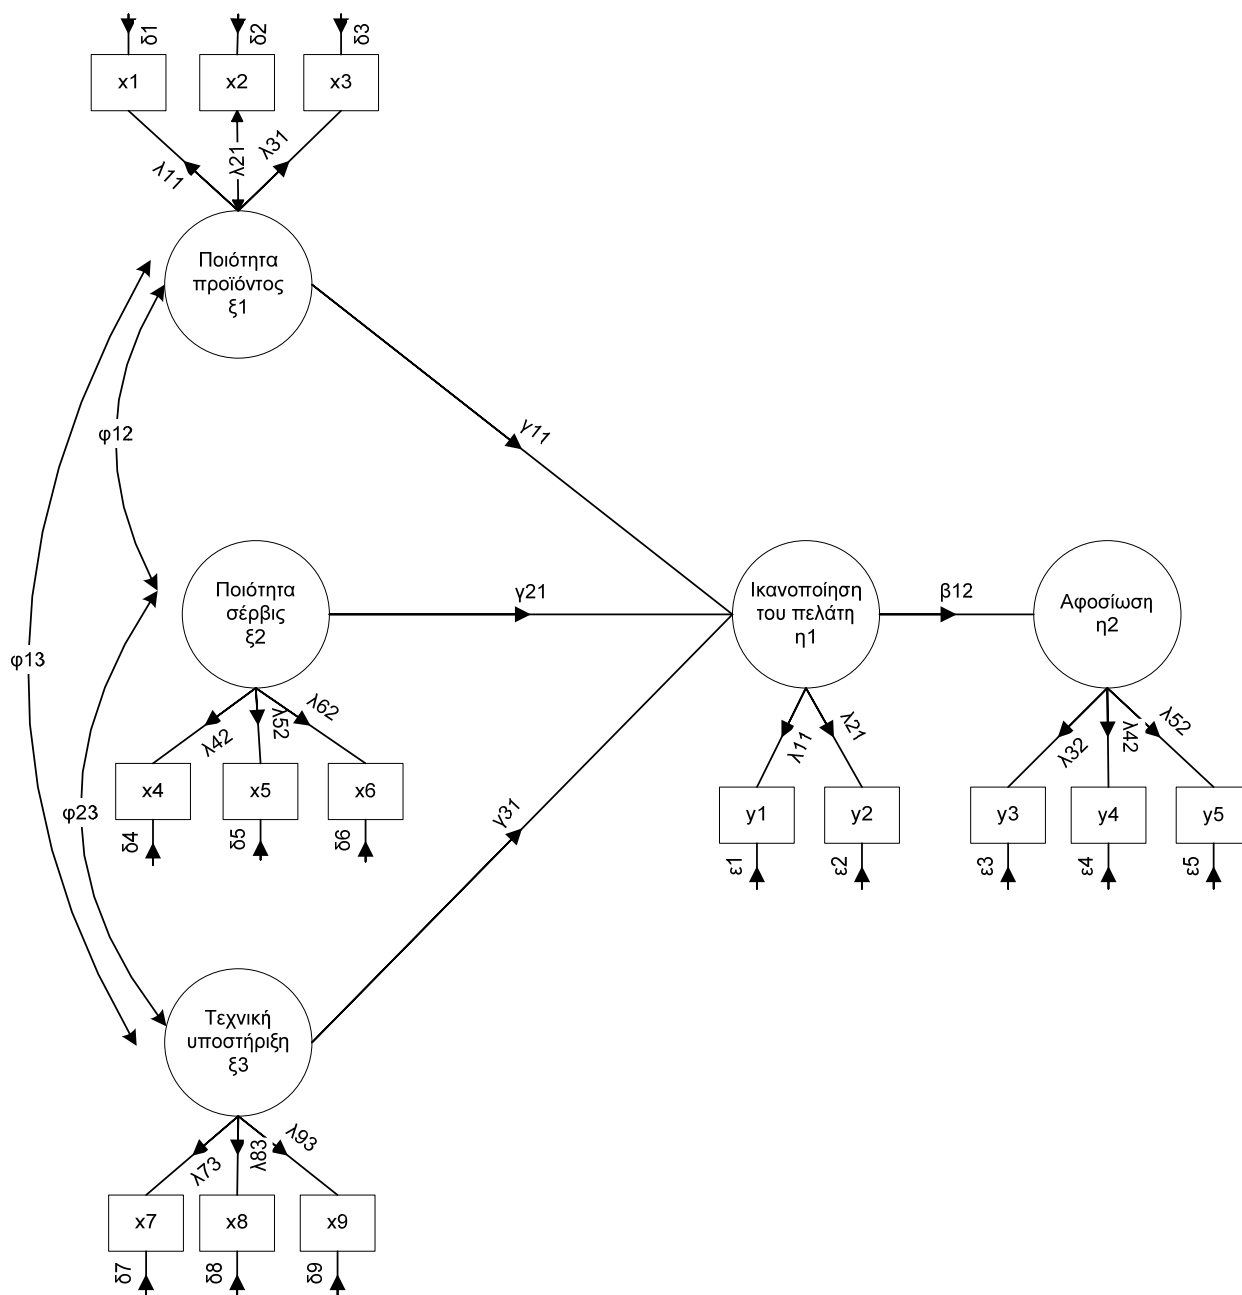 δ1
δ2
δ3
x1
x2
x3
λ11
λ21
λ31
Ποιότητα
προϊόντος
ξ1
φ12
γ11
φ13
Ποιότητα
σέρβις
ξ2
γ21
Ικανοποίηση
του πελάτη
η1
β12
Αφοσίωση
η2
λ42
λ52
λ62
x4
x5
x6
δ4
δ5
δ6
λ11
λ21
y1
y2
ε1
ε2
λ32
λ42
λ52
y3
y4
y5
ε3
ε4
ε5
φ23
γ31
Τεχνική
υποστήριξη
ξ3
λ73
λ83
λ93
x7
x8
x9
δ7
δ8
δ9